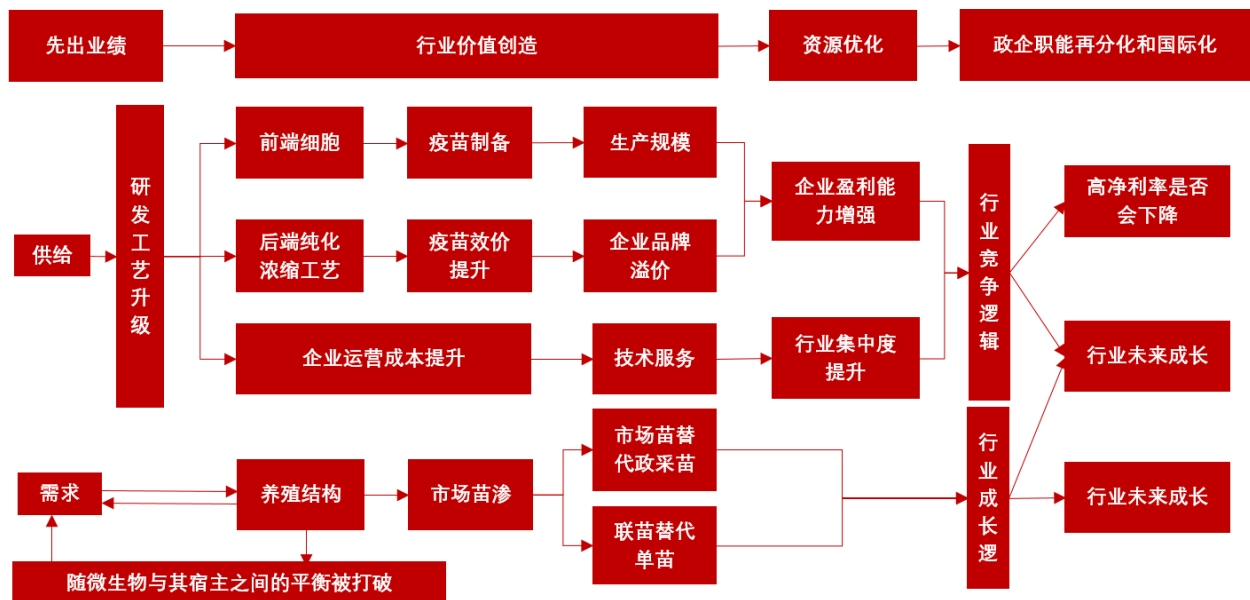 先出业绩
行业价值创造
资源优化
政企职能再分化和国际化
供给
研
发
工
艺
升
级
前端细胞
疫苗制备
生产规模
后端纯化
浓缩工艺
疫苗效价
提升
企业品牌
溢价
企业运营成本提升
技术服务
企业盈利能
力增强
行业集中度
提升
行
业
竞
争
逻
辑
高净利率是否
会下降
行业未来成长
需求
养殖结构
市场苗渗
市场苗替
代政采苗
联苗替代
单苗
行
业
成
长
逻
行业未来成长
随微生物与其宿主之间的平衡被打破